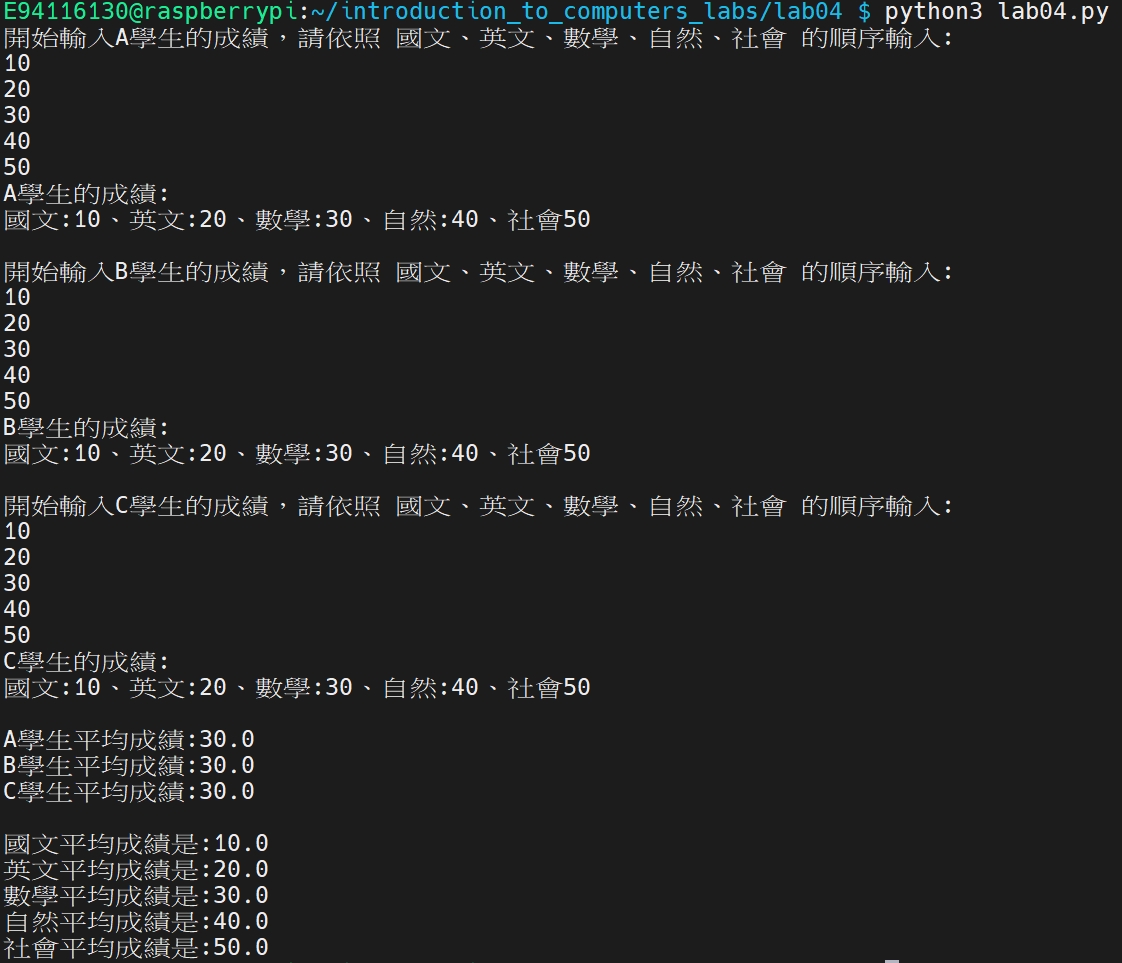 E94116130@raspberrypi:~/introduction_to_computers_labs/lab04 $ python3 lab04.py
開始輸入A學生的成績，請依照 國文、英文、數學、自然、社會 的順序輸入:
10
20
30
40
50
A學生的成績:
國文:10、英文:20、數學:30、自然:40、社會50

開始輸入B學生的成績，請依照 國文、英文、數學、自然、社會 的順序輸入:
10
20
30
40
50
B學生的成績:
國文:10、英文:20、數學:30、自然:40、社會50

開始輸入C學生的成績，請依照 國文、英文、數學、自然、社會 的順序輸入:
10
20
30
40
50
C學生的成績:
國文:10、英文:20、數學:30、自然:40、社會50

A學生平均成績:30.0
B學生平均成績:30.0
C學生平均成績:30.0

國文平均成績是:10.0
英文平均成績是:20.0
數學平均成績是:30.0
自然平均成績是:40.0
社會平均成績是:50.0